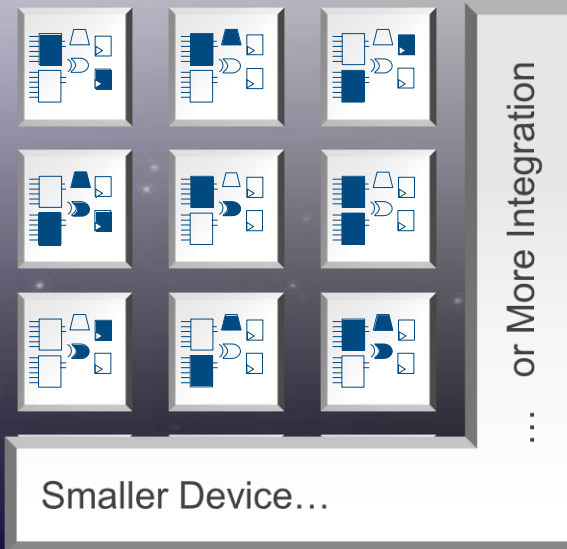 … or More Integration
Smaller Device…